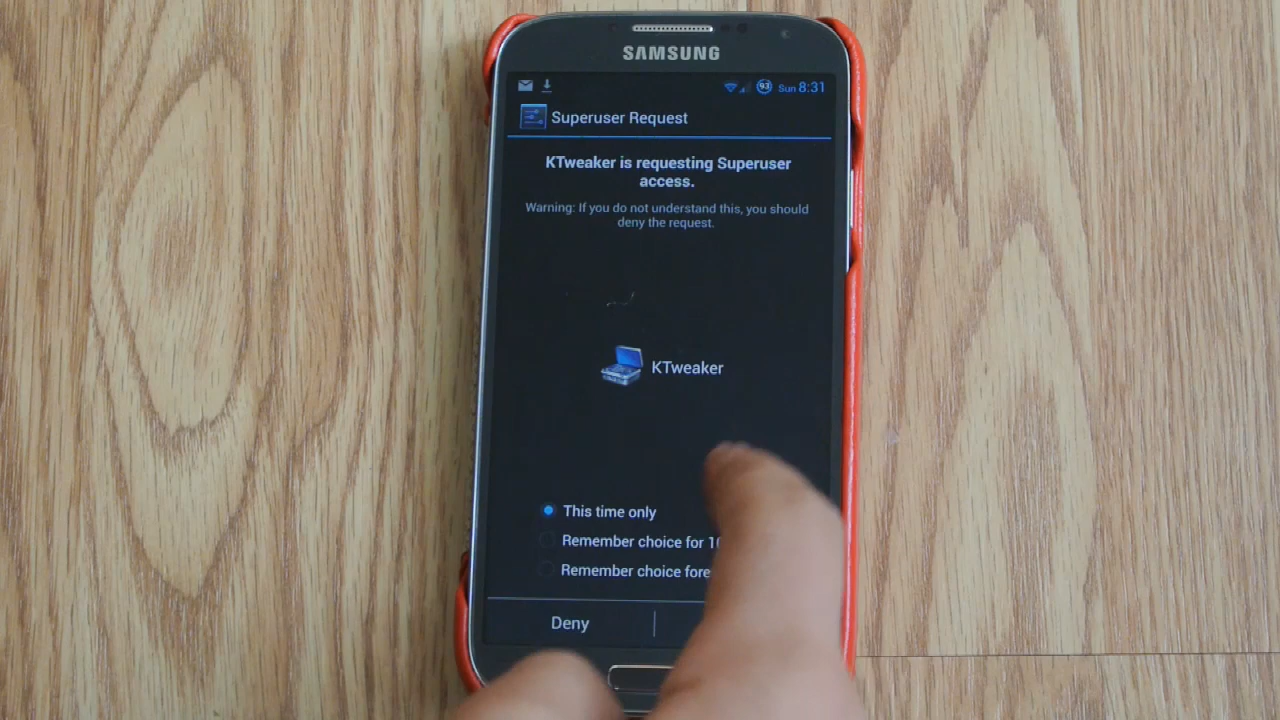 SAMSUNG
93 Sun 8:31
Superuser Request
KTweaker is requesting Superuser
access.
Warning: If you do not understand this, you should
deny the request.
KTweaker
This time only
Remember choice for
Remember choice
Deny